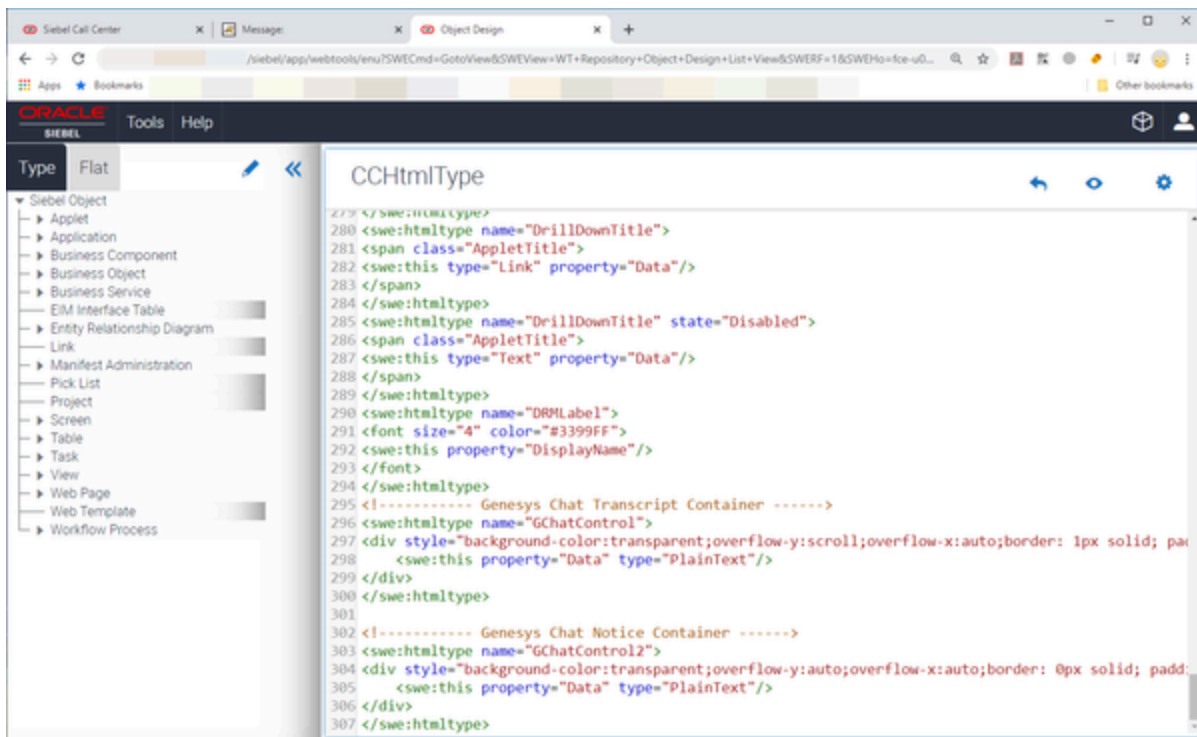 Siebel Call Center
Message:
Object Design
/siebel/app/webtools/enu?SWECmd=GotoView&SWEView=WT+Repository+Object+Design+List+View&SWERF=1&SWEHo=fce-u0...
Apps
Bookmarks
Other bookmarks
ORACLE
SIEBEL
Tools
Help
Type
Flat
CCHtmlType
Siebel Object
Applet
Application
Business Component
Business Object
Business Service
EIM Interface Table
Entity Relationship Diagram
Link
Manifest Administration
Pick List
Project
Screen
Table
Task
View
Web Page
Web Template
Workflow Process
279 </swe:htmltype>
280 <swe:htmltype name="DrillDownTitle">
281 <span class="AppletTitle">
282 <swe:this type="Link" property="Data"/>
283 </span>
284 </swe:htmltype>
285 <swe:htmltype name="DrillDownTitle" state="Disabled">
286 <span class="AppletTitle">
287 <swe:this type="Text" property="Data"/>
288 </span>
289 </swe:htmltype>
290 <swe:htmltype name="DRMLabel">
291 <font size="4" color="#3399FF">
292 <swe:this property="DisplayName"/>
293 </font>
294 </swe:htmltype>
295 <!----------- Genesys Chat Transcript Container ------>
296 <swe:htmltype name="GChatControl">
297 <div style="background-color:transparent;overflow-y:scroll;overflow-x:auto;border: 1px solid; pad
298     <swe:this property="Data" type="PlainText"/>
299 </div>
300 </swe:htmltype>
301
302 <!----------- Genesys Chat Notice Container ------>
303 <swe:htmltype name="GChatControl2">
304 <div style="background-color:transparent;overflow-y:auto;overflow-x:auto;border: 0px solid; padd
305     <swe:this property="Data" type="PlainText"/>
306 </div>
307 </swe:htmltype>